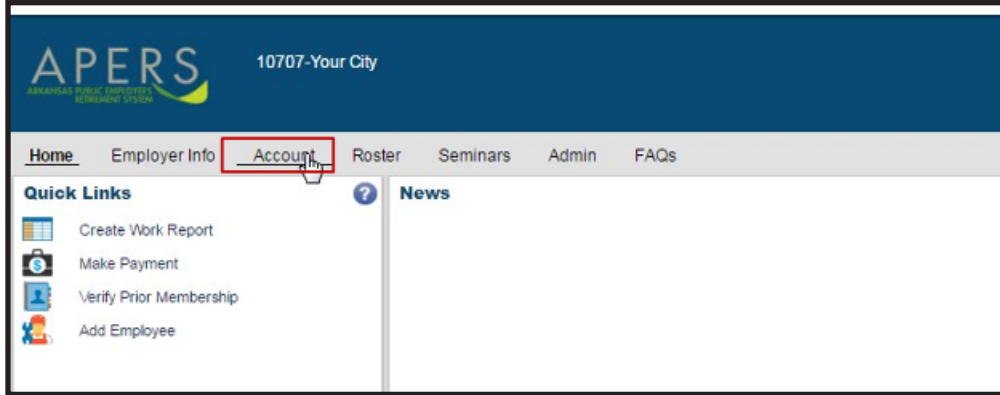 APERS
ARKANSAS PUBLIC EMPLOYEES
RETIREMENT SYSTEM
10707-Your City
Home Employer Info Account Roster Seminars Admin FAQs
Quick Links ?
News
Create Work Report
$
Make Payment
Verify Prior Membership
Add Employee